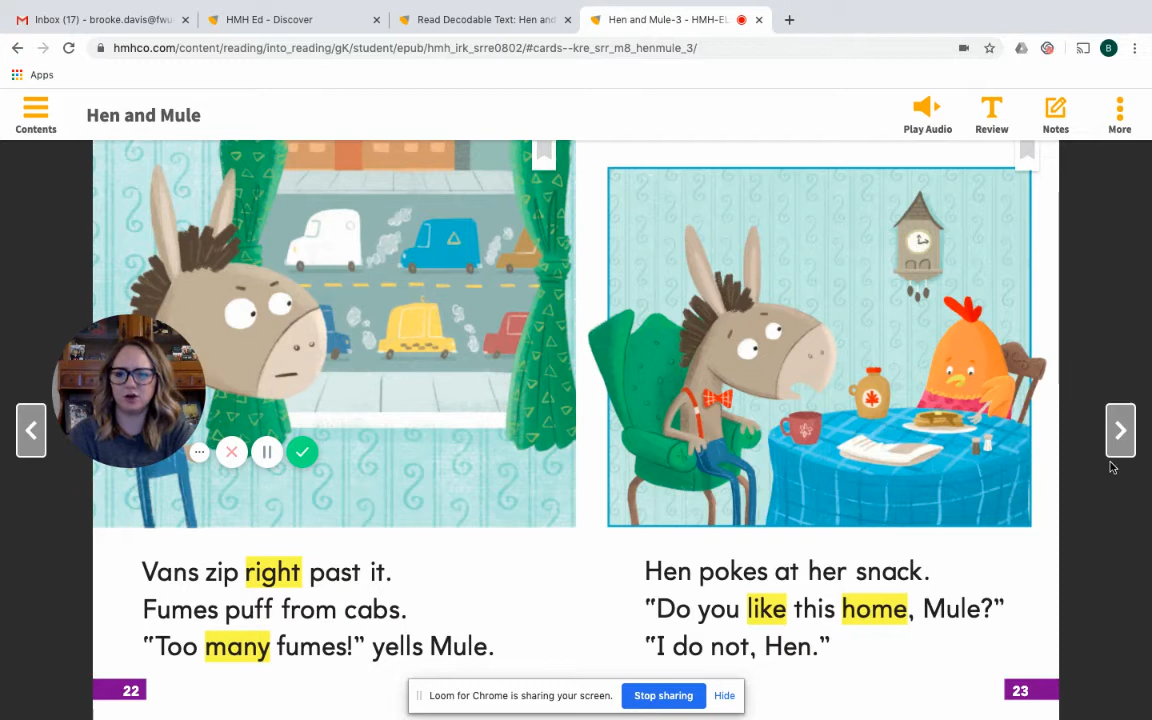 Inbox (17) - brooke.davis@fwu
HMH Ed - Discover
Read Decodable Text: Hen and
Hen and Mule-3 - HMH-EL
hmhco.com/content/reading/into_reading/gK/student/epub/hmh_irk_srre0802/#cards--kre_srr_m8_henmule_3/
B
Apps
Contents
Hen and Mule
Play Audio
Review
Notes
More
Vans zip right past it.
Fumes puff from cabs.
“Too many fumes!” yells Mule.
22
Hen pokes at her snack.
“Do you like this home, Mule?”
“I do not, Hen.”
23
Loom for Chrome is sharing your screen.
Stop sharing
Hide